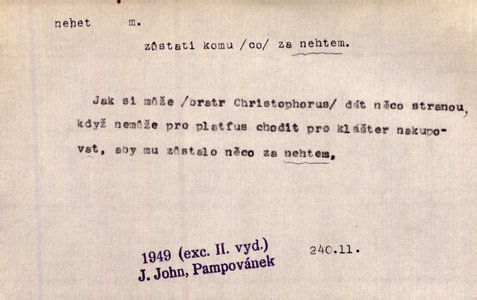 nehet m.
zůstati komu /co/ za nehtem.
Jak si může /bratr Christophorus/ dát něco stranou,
když nemůže pro platfus chodit pro klášter nakupo-
vat, aby mu zůstalo něco za nehtem.
1949 (exc. II. vyd.)
J. John, Pampovánek
240.11.